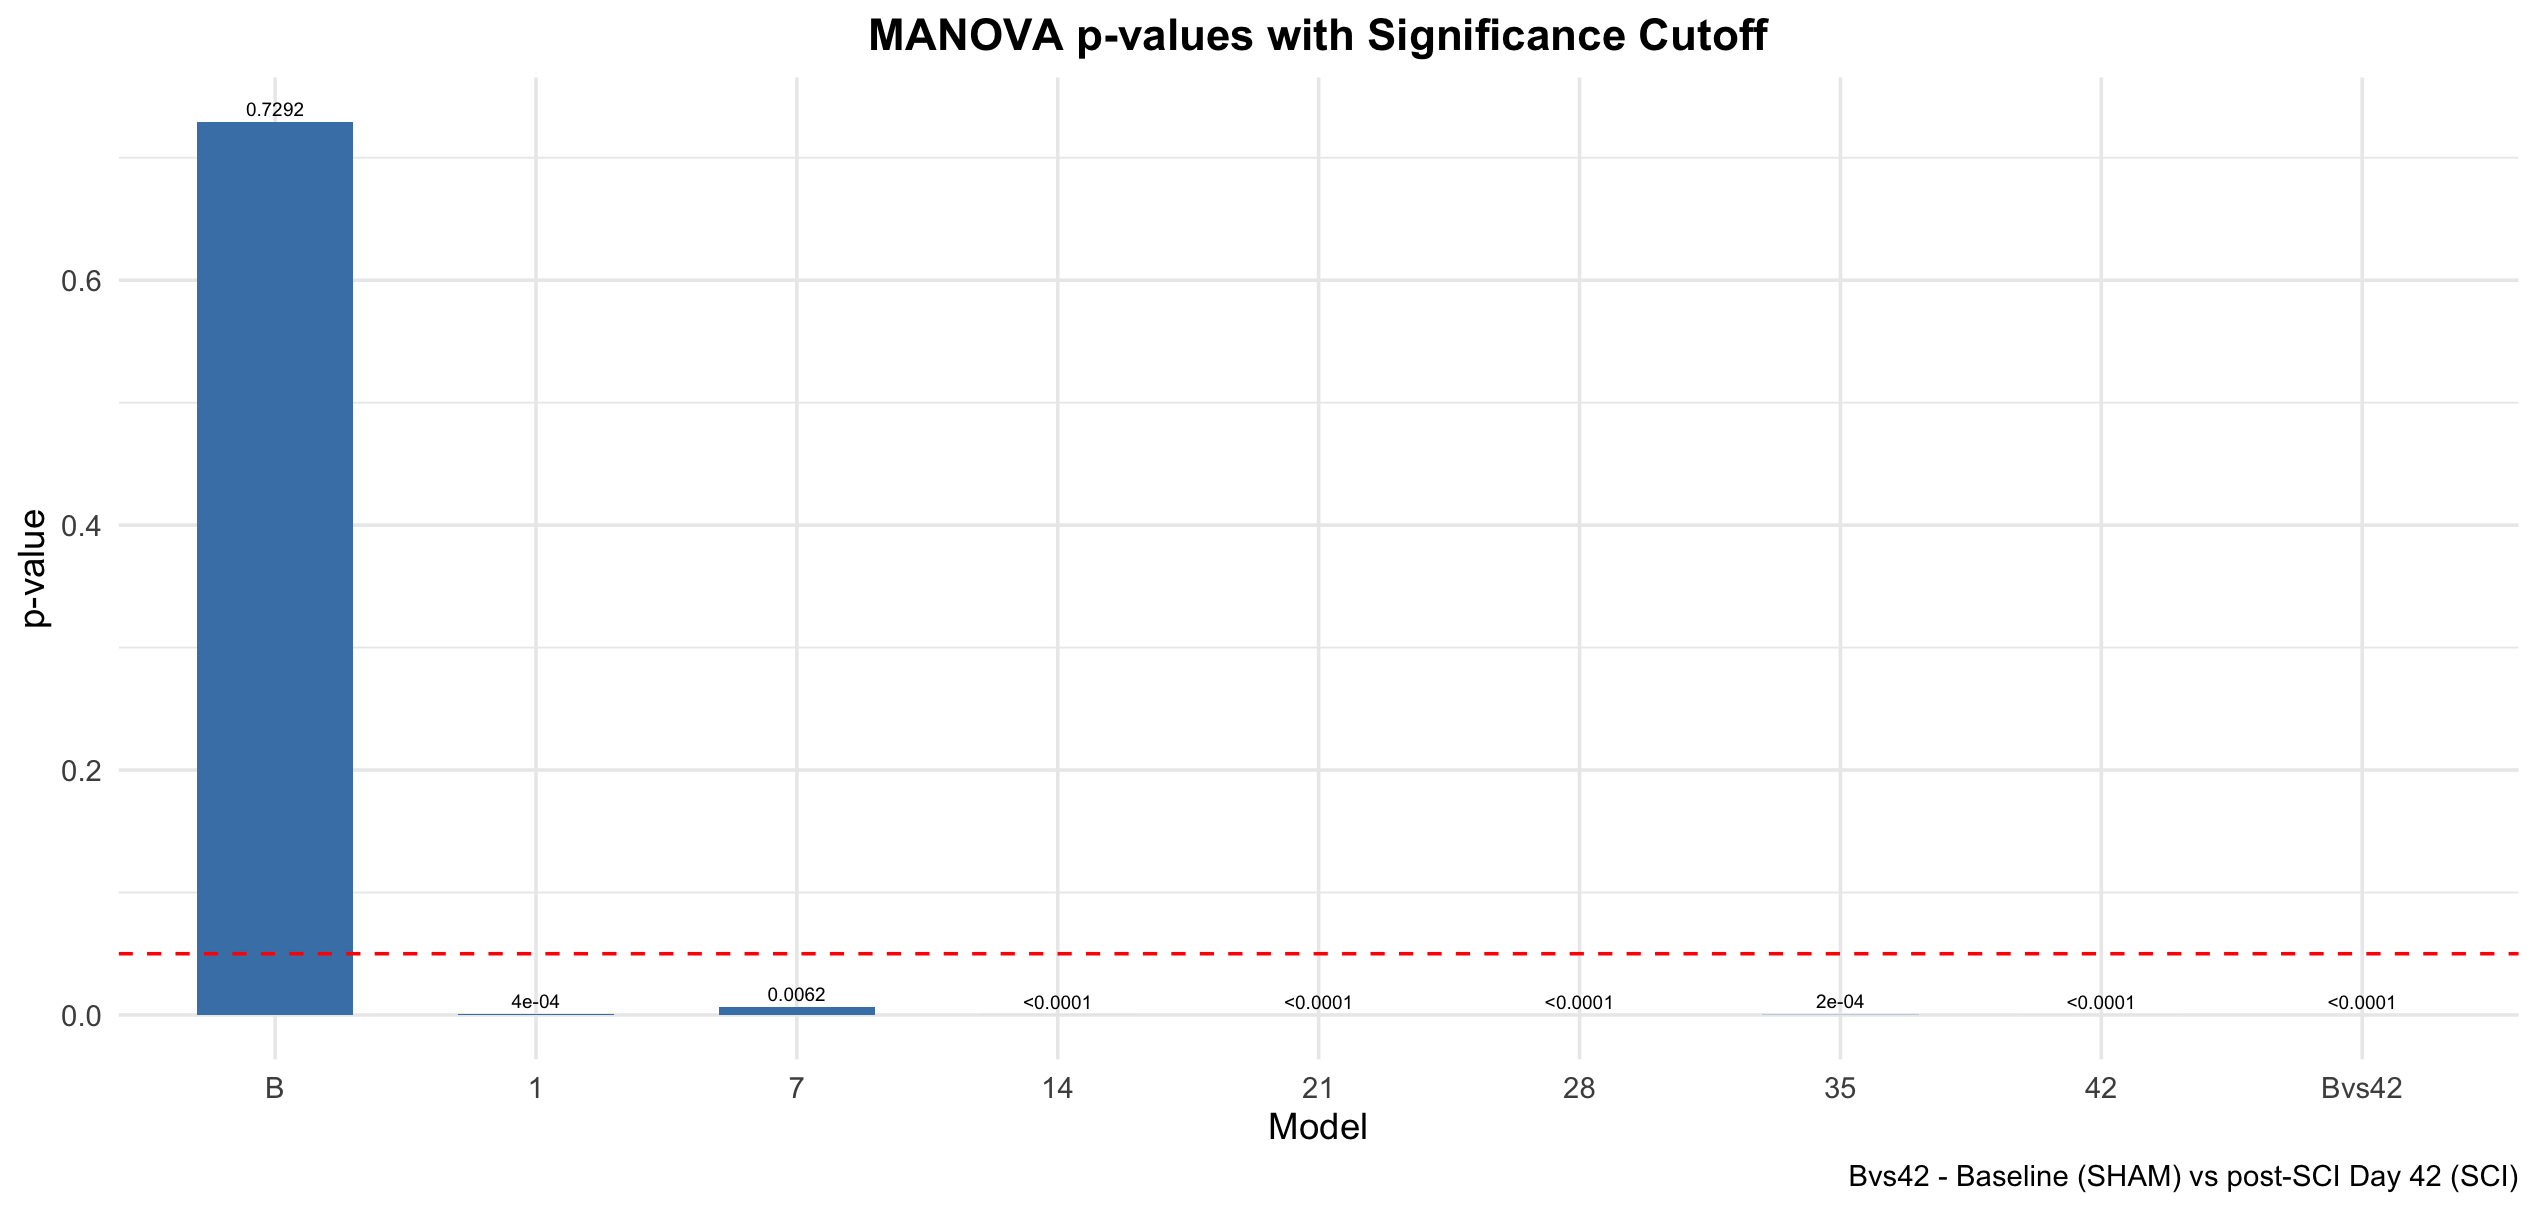 MANOVA p-values with Significance Cutoff
0.7292
0.6
0.4
0.2
0.0
p-value
4e-04
0.0062
<0.0001
<0.0001
<0.0001
2e-04
<0.0001
<0.0001
B
1
7
14
21
28
35
42
Bvs42
Model
Bvs42 - Baseline (SHAM) vs post-SCI Day 42 (SCI)